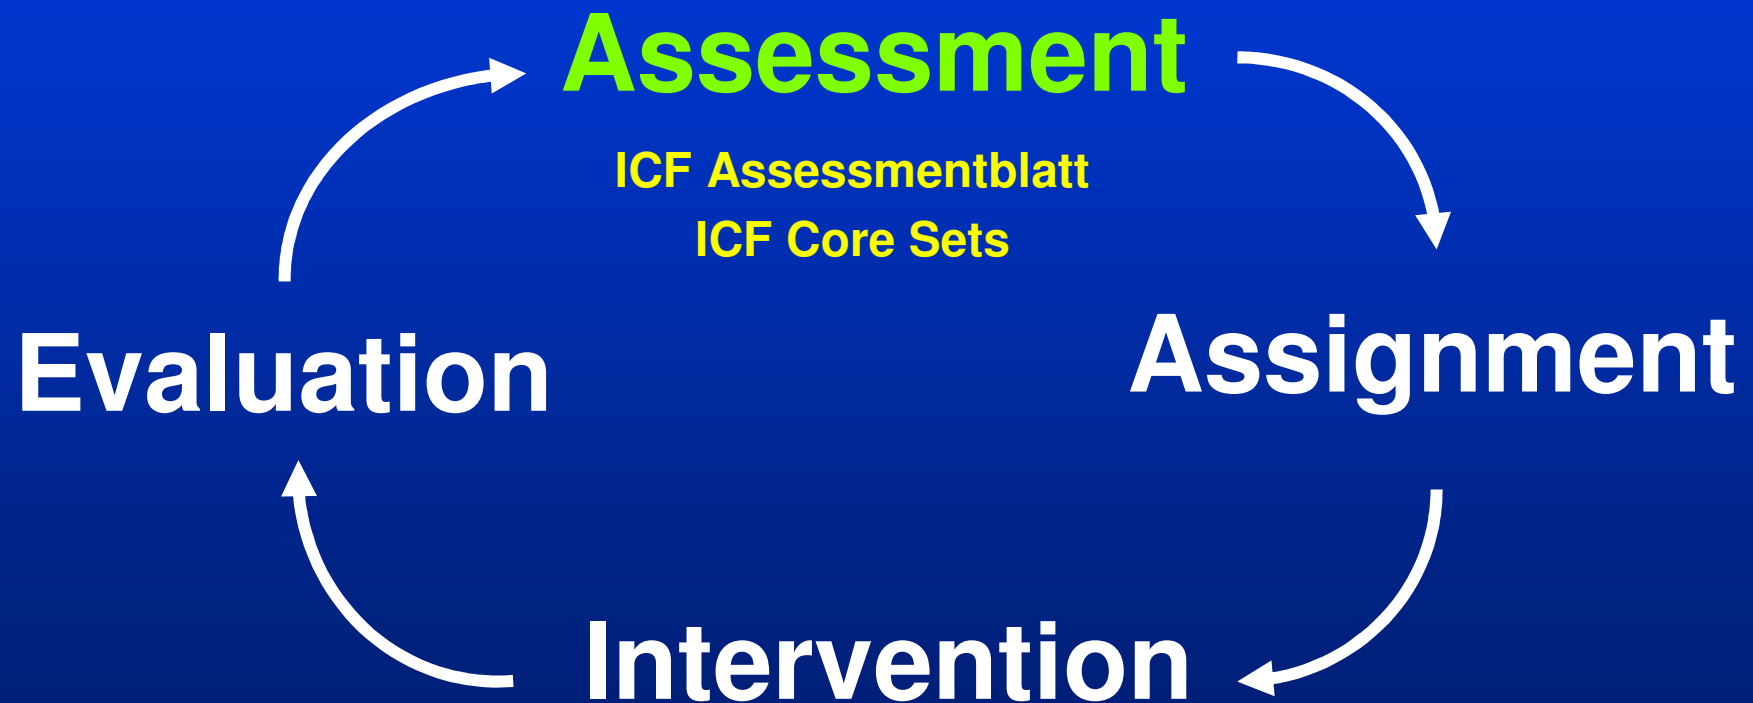 Assessment
ICF Assessmentblatt
ICF Core Sets
Evaluation
Assignment
Intervention